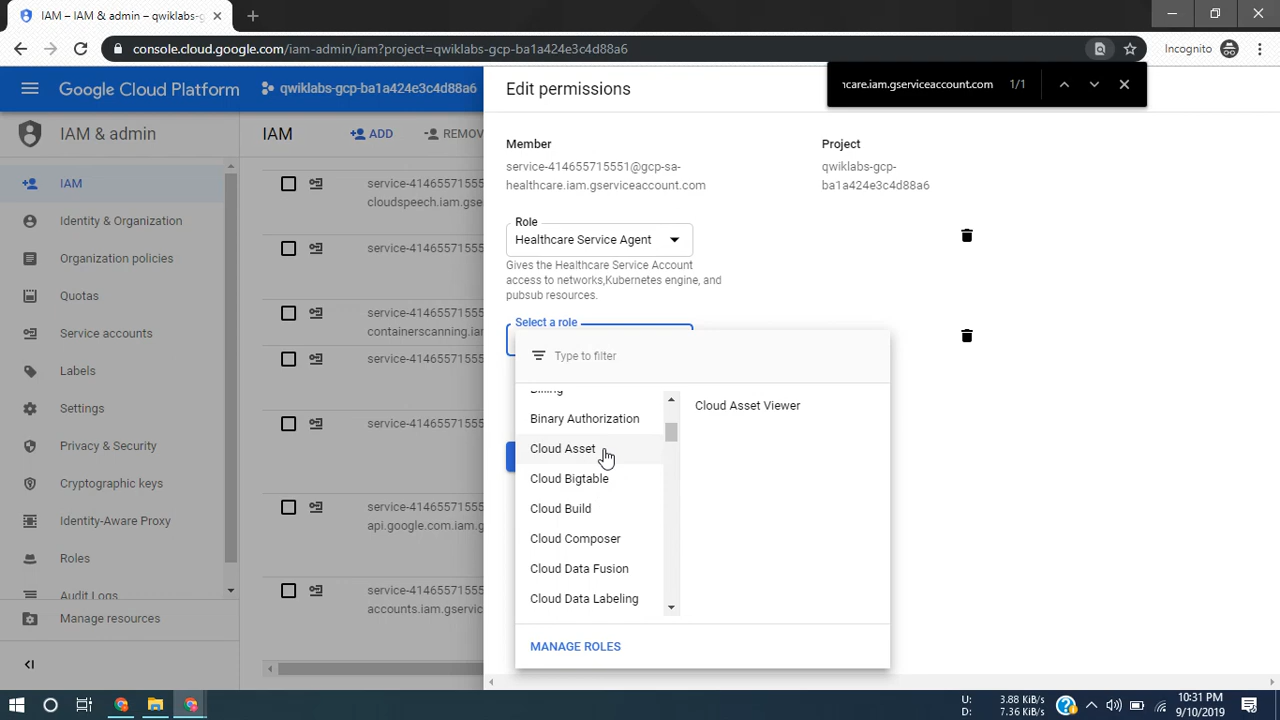 IAM – IAM & admin – qwiklabs-g
console.cloud.google.com/iam-admin/iam?project=qwiklabs-gcp-ba1a424e3c4d88a6
Incognito
Google Cloud Platform
qwiklabs-gcp-ba1a424e3c4d88a6
Edit permissions
hcare.iam.gserviceaccount.com 1/1
IAM & admin
IAM
Identity & Organization
Organization policies
Quotas
Service accounts
Labels
Settings
Privacy & Security
Cryptographic keys
Identity-Aware Proxy
Roles
Audit Logs
Manage resources
IAM
ADD
REMOV
service-41465571555
cloudspeech.iam.gse
service-41465571555
service-41465571555
containerscanning.iar
service-41465571555
service-41465571555
service-41465571555
api.google.com.iam.g
service-41465571555
accounts.iam.gservic
Member
service-414655715551@gcp-sa-
healthcare.iam.gserviceaccount.com
Project
qwiklabs-gcp-
ba1a424e3c4d88a6
Role
Healthcare Service Agent
Gives the Healthcare Service Account
access to networks,Kubernetes engine, and
pubsub resources.
Select a role
Type to filter
Billing
Binary Authorization
Cloud Asset
Cloud Bigtable
Cloud Build
Cloud Composer
Cloud Data Fusion
Cloud Data Labeling
Cloud Asset Viewer
MANAGE ROLES
U: 3.88 KiB/s
D: 7.36 KiB/s
10:31 PM
9/10/2019